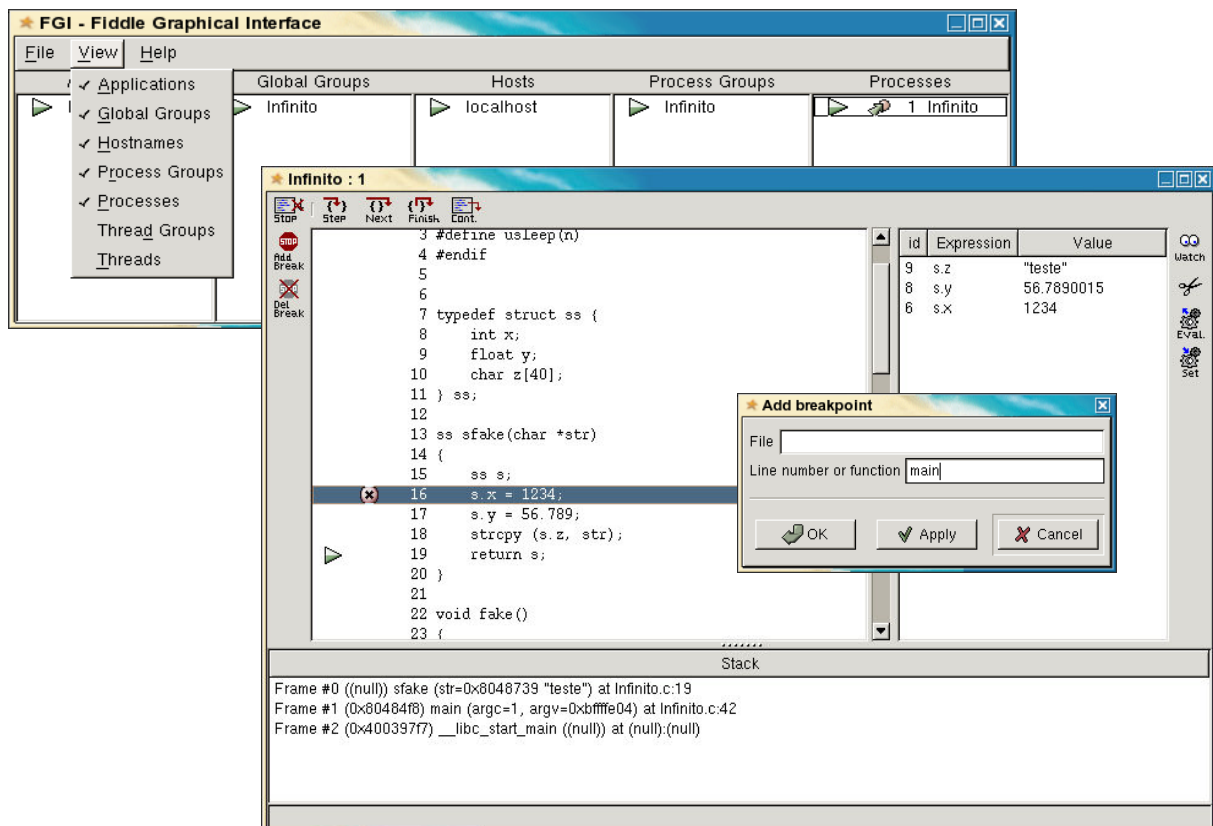 FGI - Fiddle Graphical Interface
File View Help
Global Groups Hosts Process Groups Processes
Infinito localhost Infinito 1 Infinito
Applications
Global Groups
Hostnames
Process Groups
Processes
Thread Groups
Threads
Infinito : 1
Stop Step Next Finish Cont.
STOP
Add
Break
Del
Break
3 #define usleep(n)
4 #endif
5
6
7 typedef struct ss {
8 int x;
9 float y;
10 char z[40];
11 } ss;
12
13 ss sfake(char *str)
14 {
15 ss s;
16 s.x = 1234;
17 s.y = 56.789;
18 strcpy (s.z, str);
19 return s;
20 }
21
22 void fake()
23 {
id Expression Value
9 s.z "teste"
8 s.y 56.7890015
6 s.x 1234
Watch
Eval.
Set
Add breakpoint
File
Line number or function main
OK Apply Cancel
Stack
Frame #0 ((null)) sfake (str=0x8048739 "teste") at Infinito.c:19
Frame #1 (0x80484f8) main (argc=1, argv=0xbffffe04) at Infinito.c:42
Frame #2 (0x400397f7) __libc_start_main ((null)) at (null):(null)